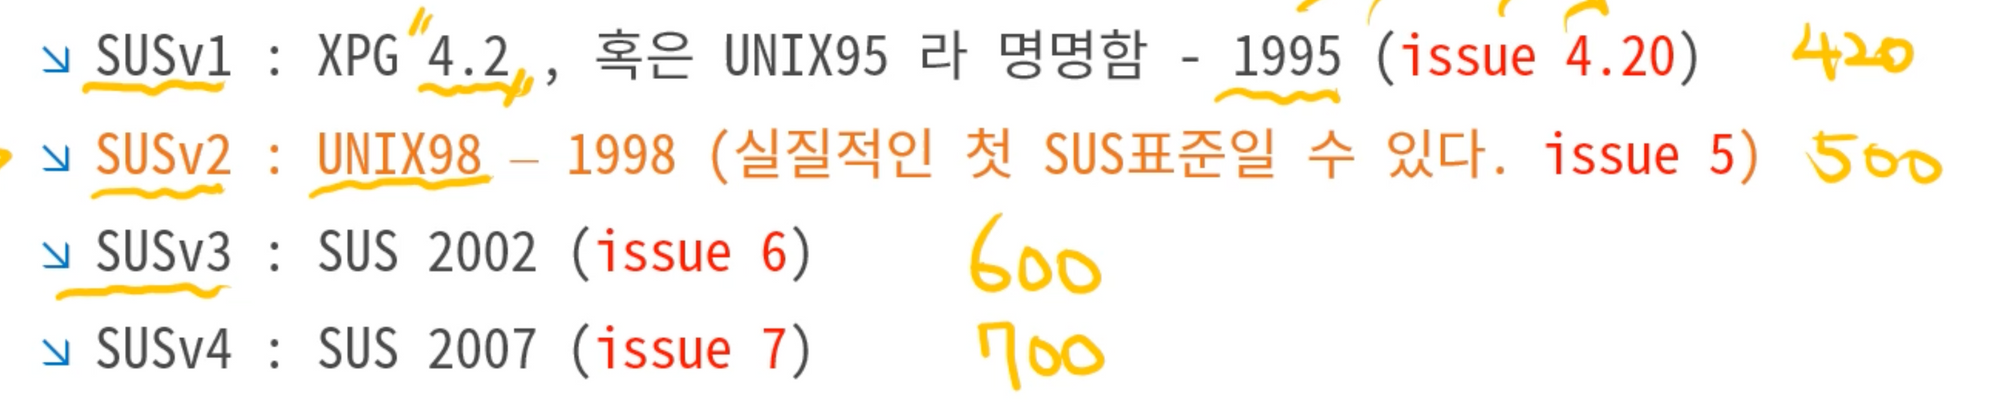 ↘ SUSv1 : XPG "4.2", 혹은 UNIX95 라 명명함 - 1995 (issue 4.20) 420
↘ SUSv2 : UNIX98 – 1998 (실질적인 첫 SUS표준일 수 있다. issue 5) 500
↘ SUSv3 : SUS 2002 (issue 6) 600
↘ SUSv4 : SUS 2007 (issue 7) 700